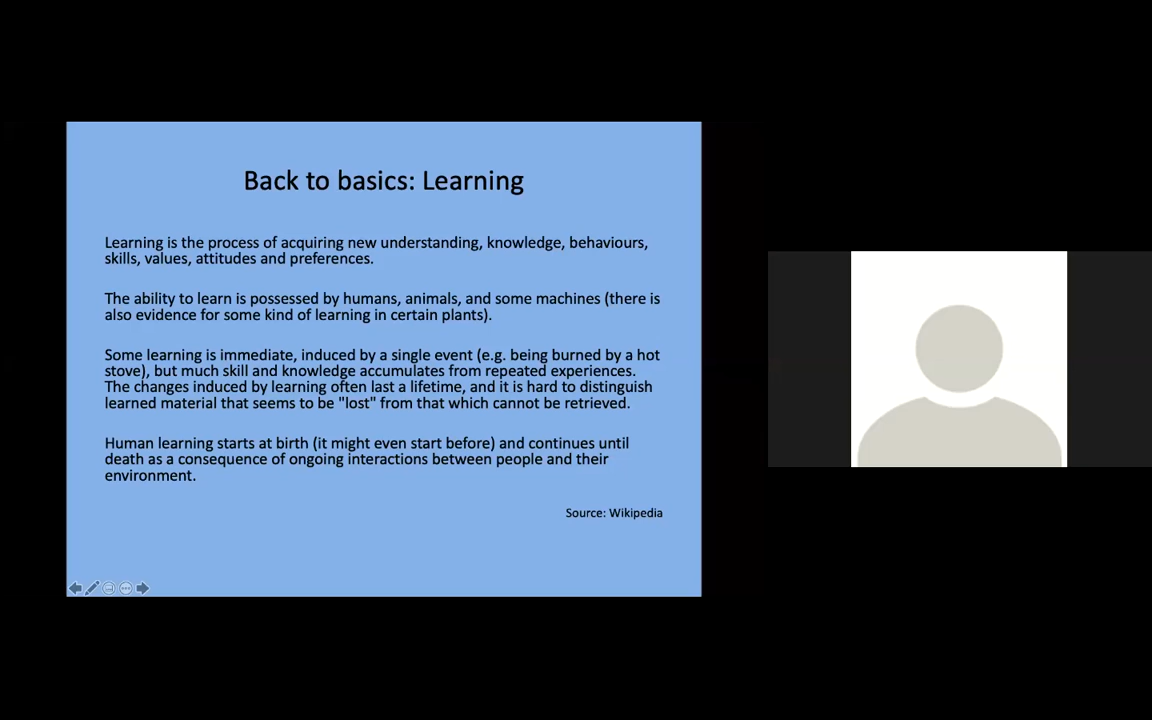 Back to basics: Learning
Learning is the process of acquiring new understanding, knowledge, behaviours,
skills, values, attitudes and preferences.
The ability to learn is possessed by humans, animals, and some machines (there is
also evidence for some kind of learning in certain plants).
Some learning is immediate, induced by a single event (e.g. being burned by a hot
stove), but much skill and knowledge accumulates from repeated experiences.
The changes induced by learning often last a lifetime, and it is hard to distinguish
learned material that seems to be "lost" from that which cannot be retrieved.
Human learning starts at birth (it might even start before) and continues until
death as a consequence of ongoing interactions between people and their
environment.
Source: Wikipedia